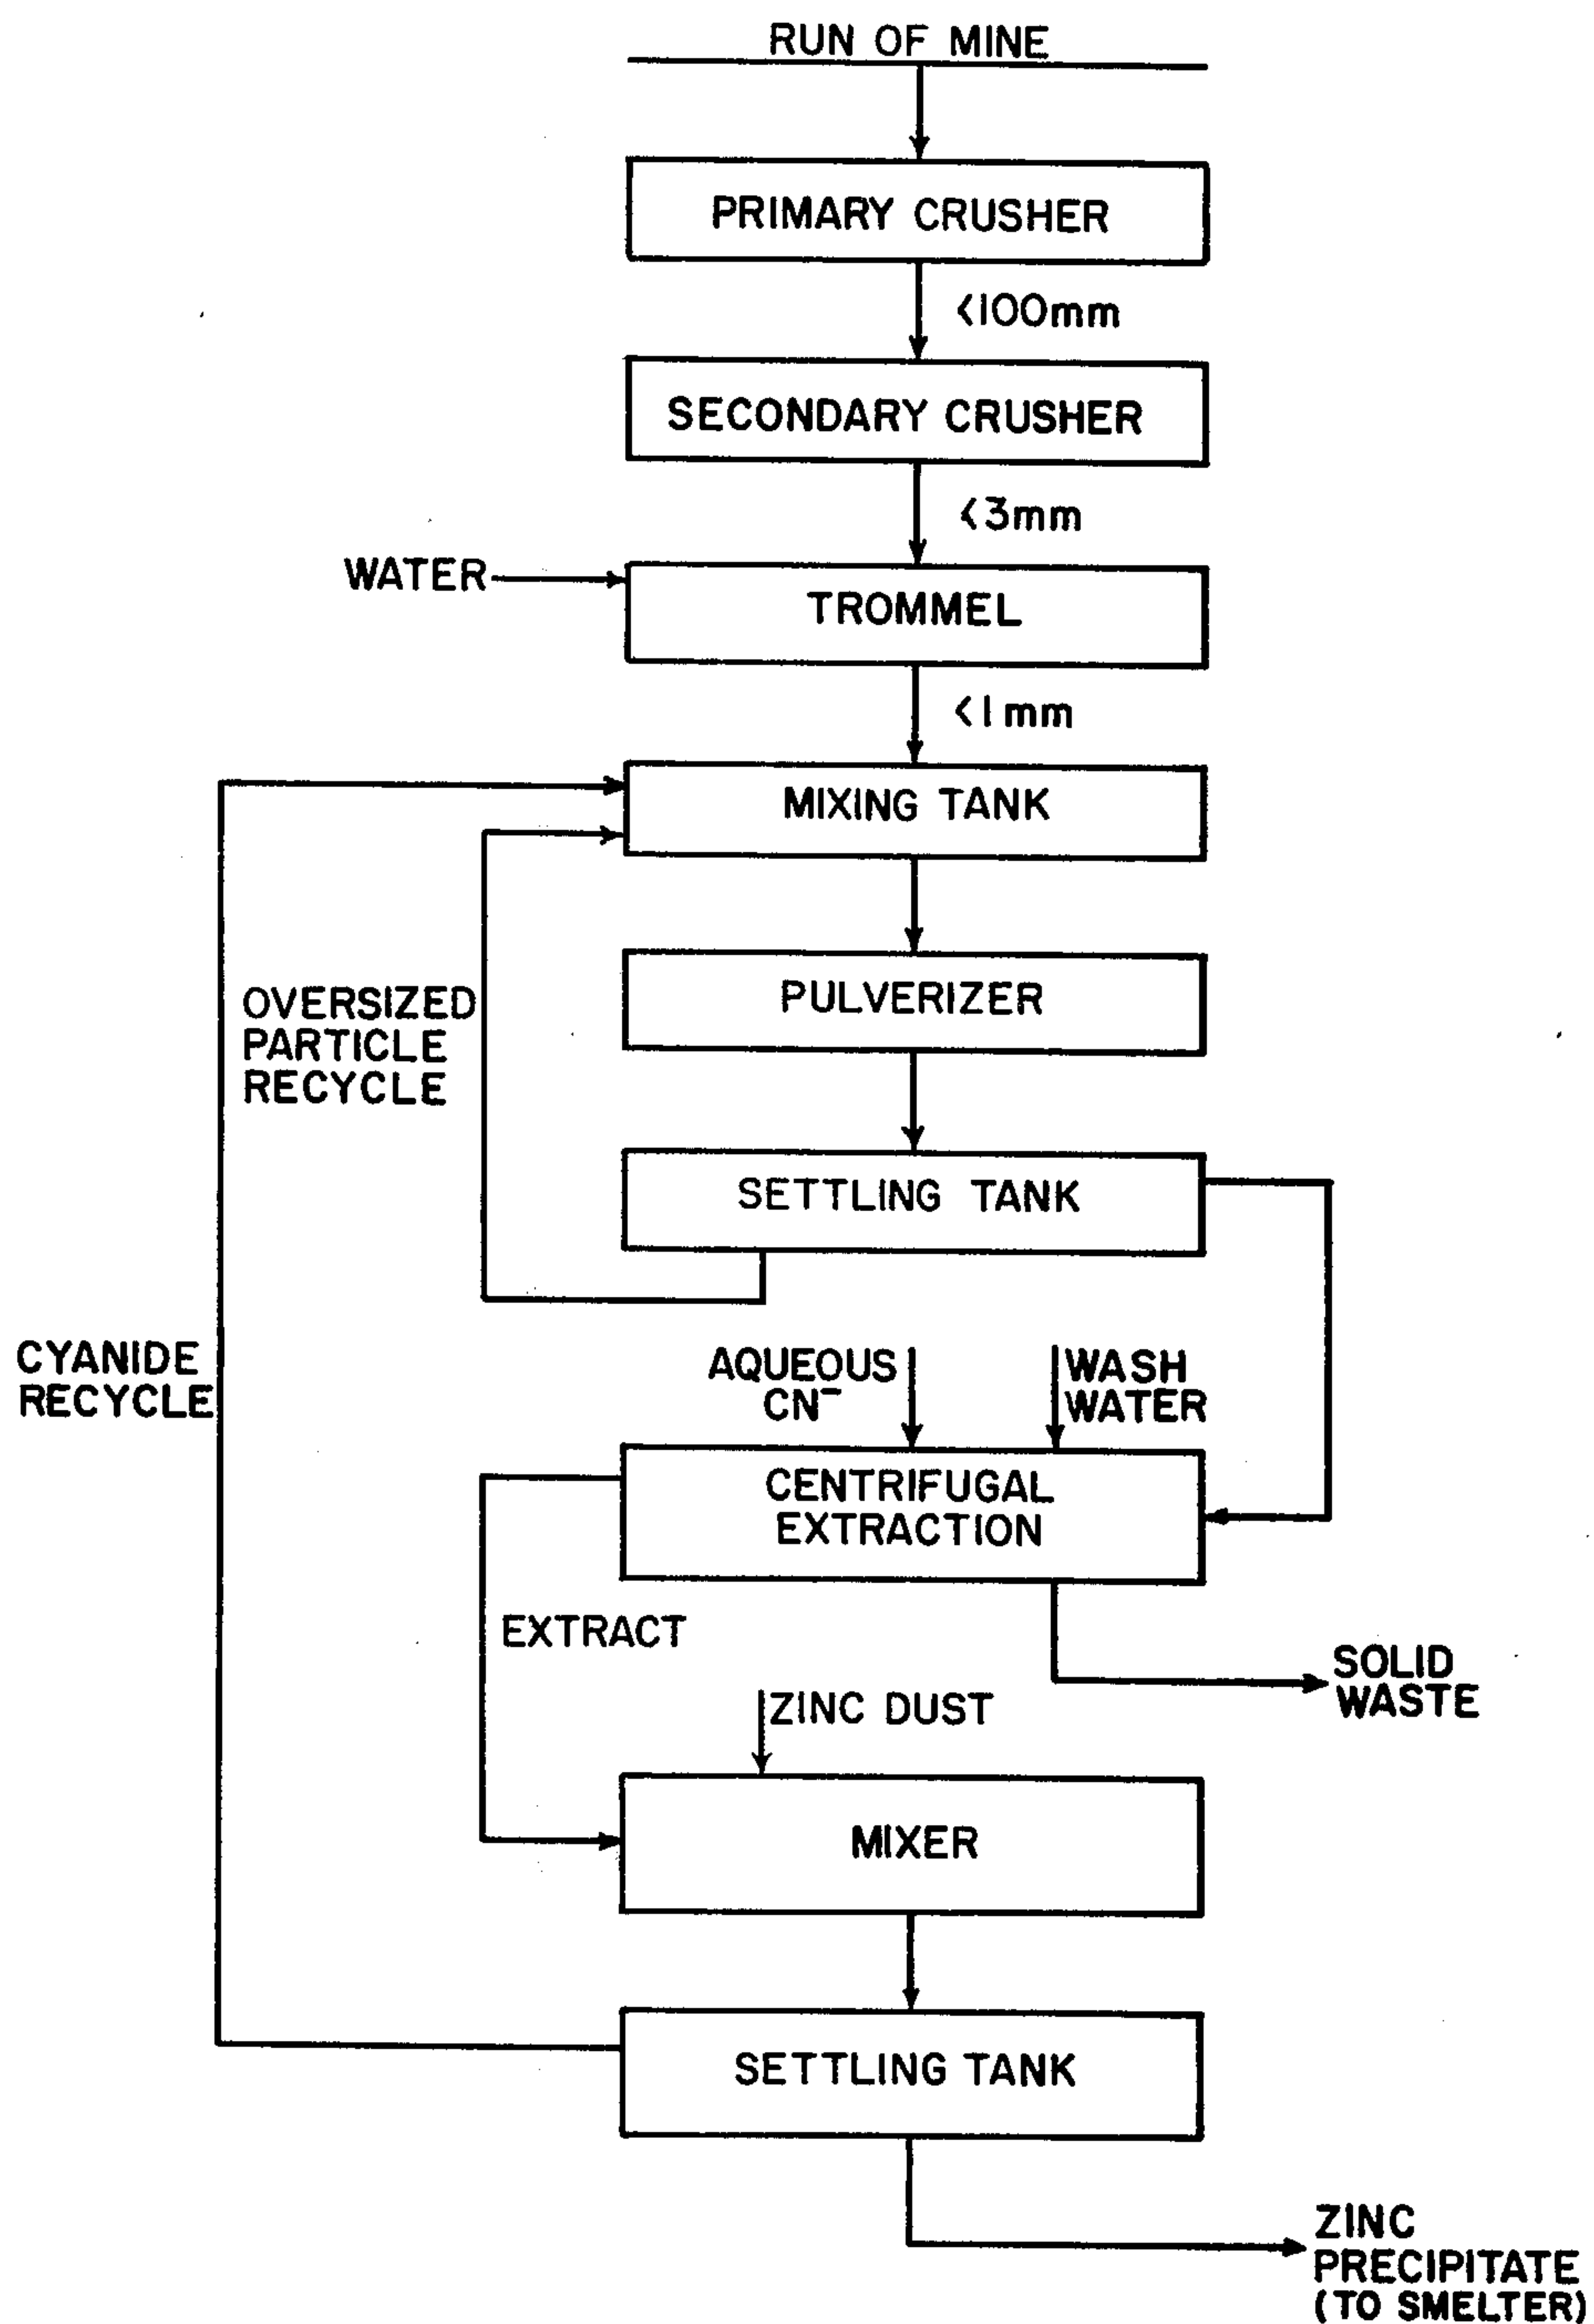 RUN OF MINE
PRIMARY CRUSHER
<100mm
SECONDARY CRUSHER
<3mm
WATER
TROMMEL
<1mm
MIXING TANK
PULVERIZER
OVERSIZED
PARTICLE
RECYCLE
SETTLING TANK
CYANIDE
RECYCLE
AQUEOUS
CN⁻
WASH
WATER
CENTRIFUGAL
EXTRACTION
EXTRACT
SOLID
WASTE
ZINC DUST
MIXER
SETTLING TANK
ZINC
PRECIPITATE
(TO SMELTER)